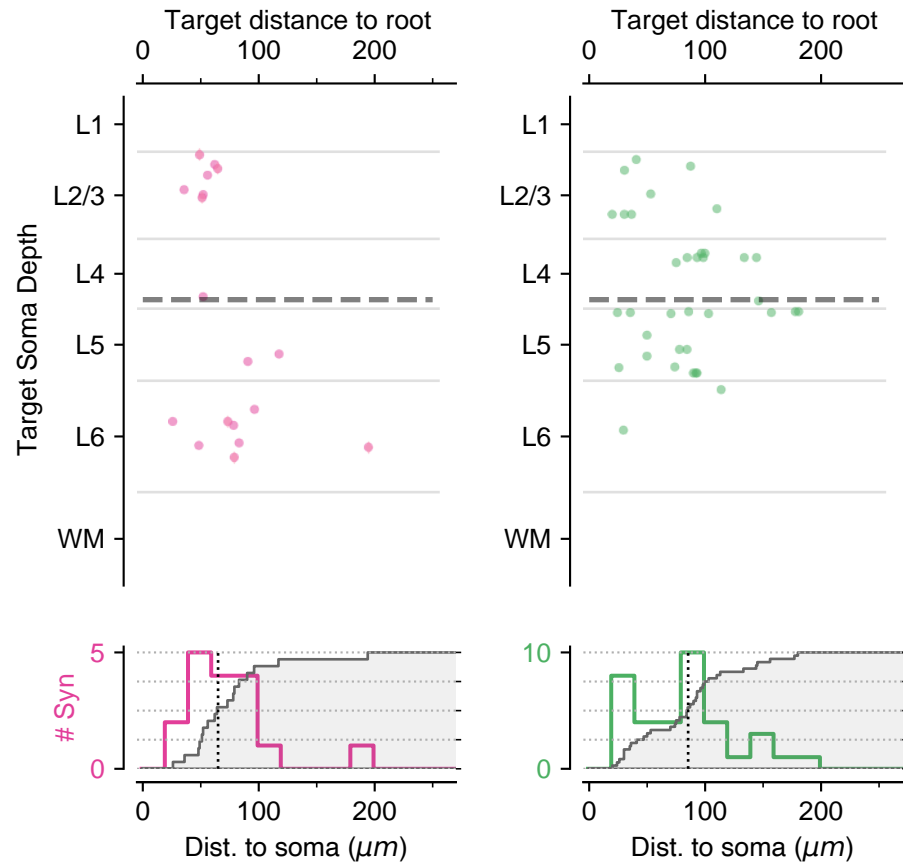 Target distance to root
Target distance to root
0 100 200
0 100 200
Target Soma Depth
L1
L2/3
L4
L5
L6
WM
L1
L2/3
L4
L5
L6
WM
# Syn
5
0
10
0
0 100 200
0 100 200
Dist. to soma (μm)
Dist. to soma (μm)